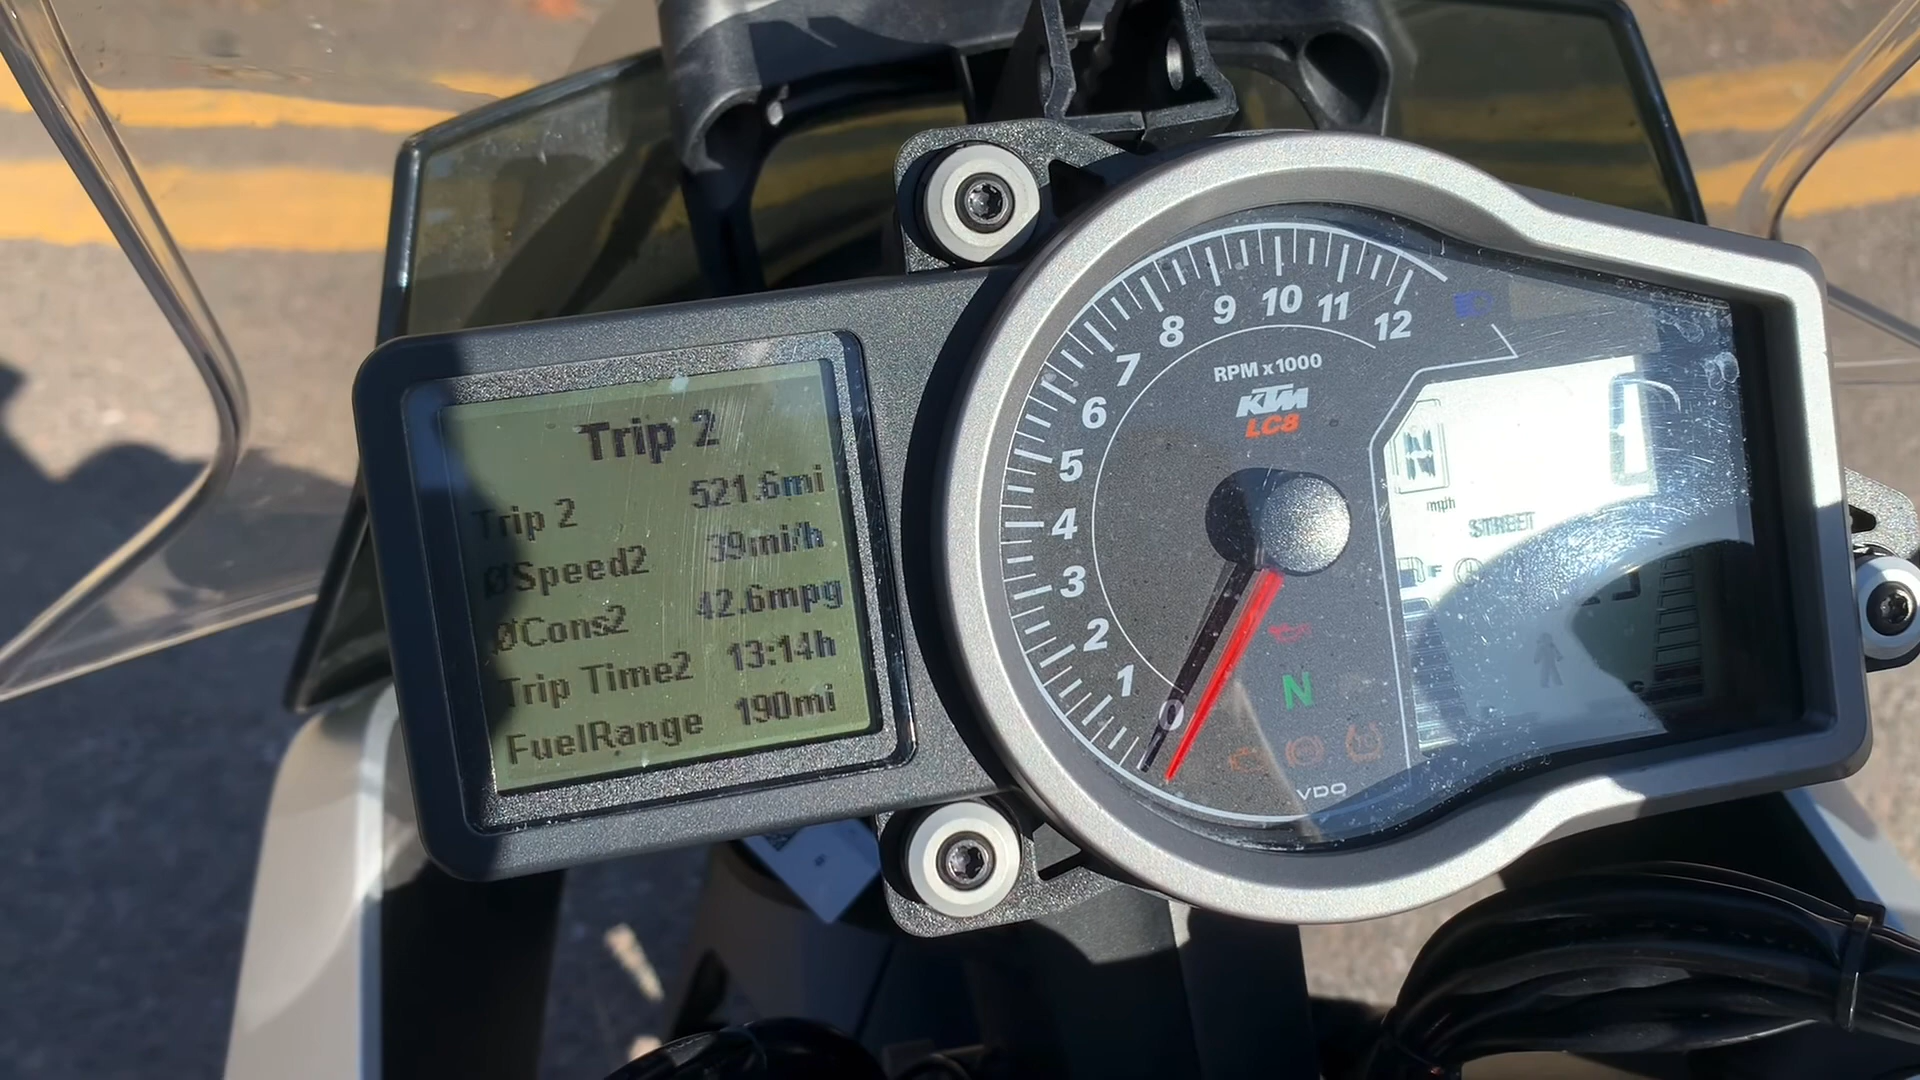 Trip 2
Trip 2 521.6mi
ØSpeed2 39mi/h
ØCons2 42.6mpg
Trip Time2 13:14h
FuelRange 190mi
0 1 2 3 4 5 6 7 8 9 10 11 12
RPM x 1000
KTM
LC8
N
VDO
N
mph
STREET
F